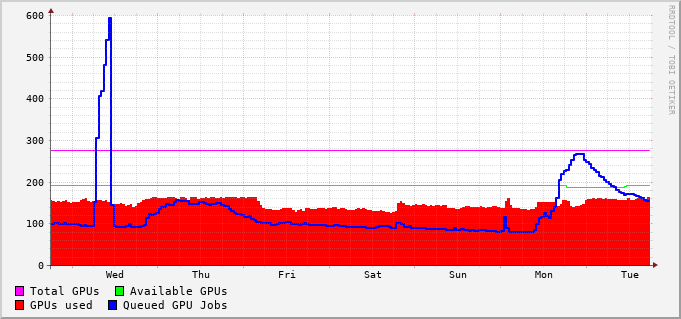 600
500
400
300
200
100
0
Wed Thu Fri Sat Sun Mon Tue
Total GPUs Available GPUs
GPUs used Queued GPU Jobs
RRDTOOL / TOBI OETIKER